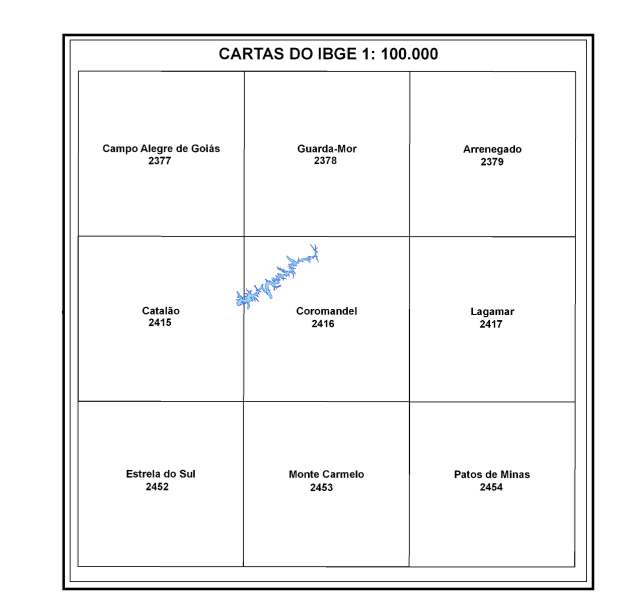 CARTAS DO IBGE 1: 100.000
Campo Alegre de Goiás
2377
Guarda-Mor
2378
Arrenegado
2379
Catalão
2415
Coromandel
2416
Lagamar
2417
Estrela do Sul
2452
Monte Carmelo
2453
Patos de Minas
2454